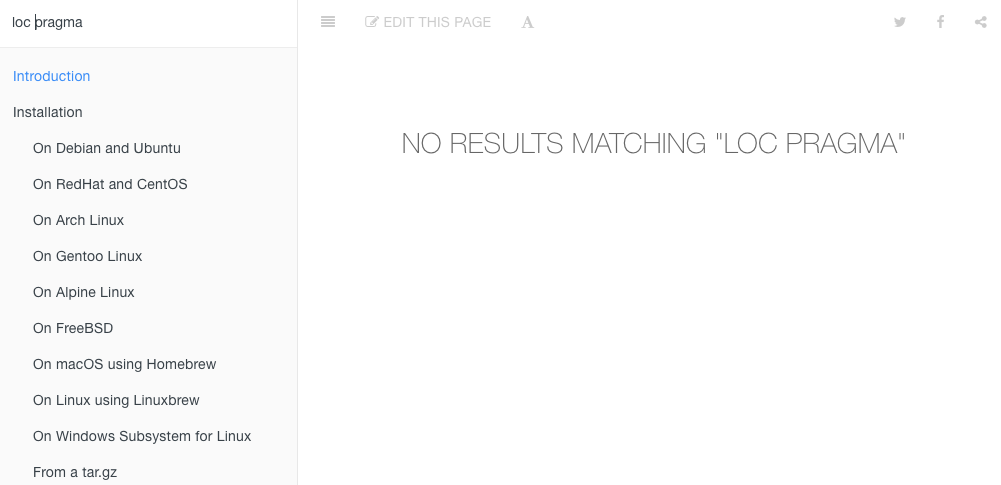 loc pragma
EDIT THIS PAGE
A
Introduction
Installation
On Debian and Ubuntu
On RedHat and CentOS
On Arch Linux
On Gentoo Linux
On Alpine Linux
On FreeBSD
On macOS using Homebrew
On Linux using Linuxbrew
On Windows Subsystem for Linux
From a tar.gz
NO RESULTS MATCHING "LOC PRAGMA"